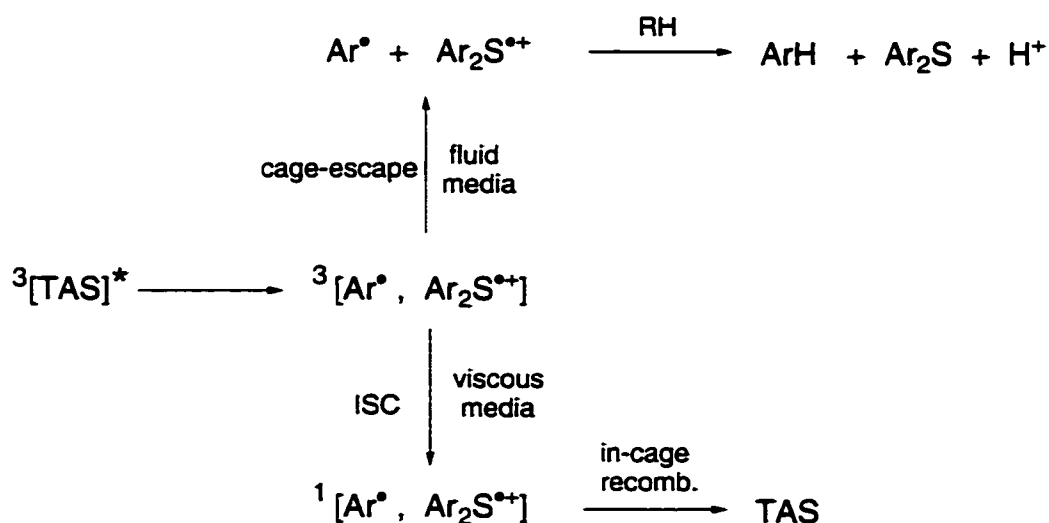 RH
Ar• + Ar₂S•⁺ ArH + Ar₂S + H⁺
cage-escape fluid media
³[TAS]* ³[Ar• , Ar₂S•⁺]
ISC viscous media
in-cage recomb.
¹[Ar• , Ar₂S•⁺] TAS